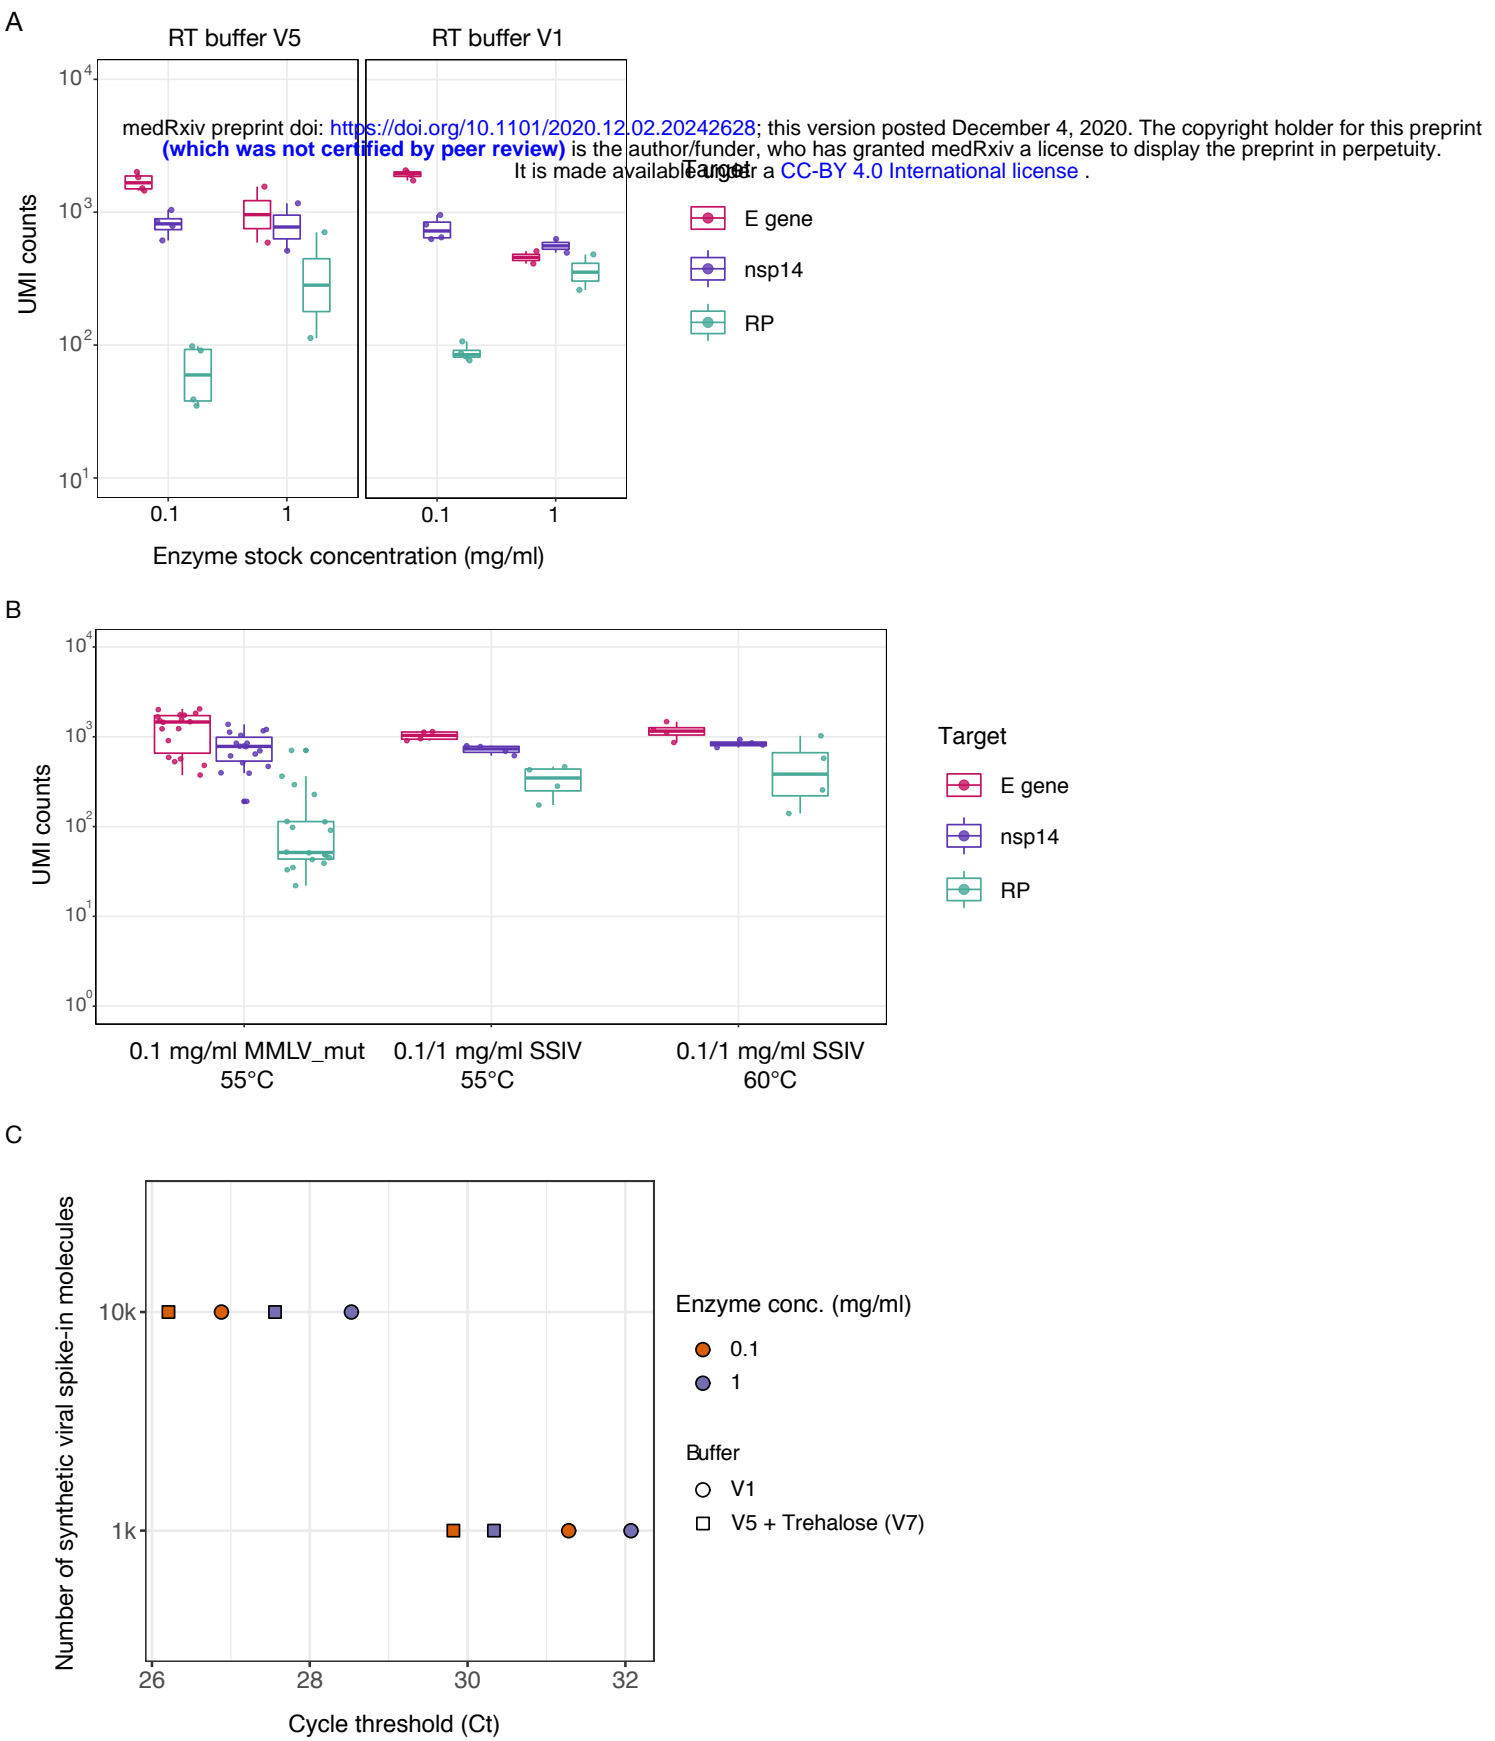 A
RT buffer V5
RT buffer V1
medRxiv preprint doi: https://doi.org/10.1101/2020.12.02.20242628; this version posted December 4, 2020. The copyright holder for this preprint
(which was not certified by peer review) is the author/funder, who has granted medRxiv a license to display the preprint in perpetuity.
It is made available under a CC-BY 4.0 International license .
UMI counts
10⁴
10³
10²
10¹
0.1
1
0.1
1
Enzyme stock concentration (mg/ml)
Target
E gene
nsp14
RP
B
UMI counts
10⁴
10³
10²
10¹
10⁰
0.1 mg/ml MMLV_mut
55°C
0.1/1 mg/ml SSIV
55°C
0.1/1 mg/ml SSIV
60°C
Target
E gene
nsp14
RP
C
Number of synthetic viral spike-in molecules
10k
1k
26
28
30
32
Cycle threshold (Ct)
Enzyme conc. (mg/ml)
0.1
1
Buffer
V1
V5 + Trehalose (V7)